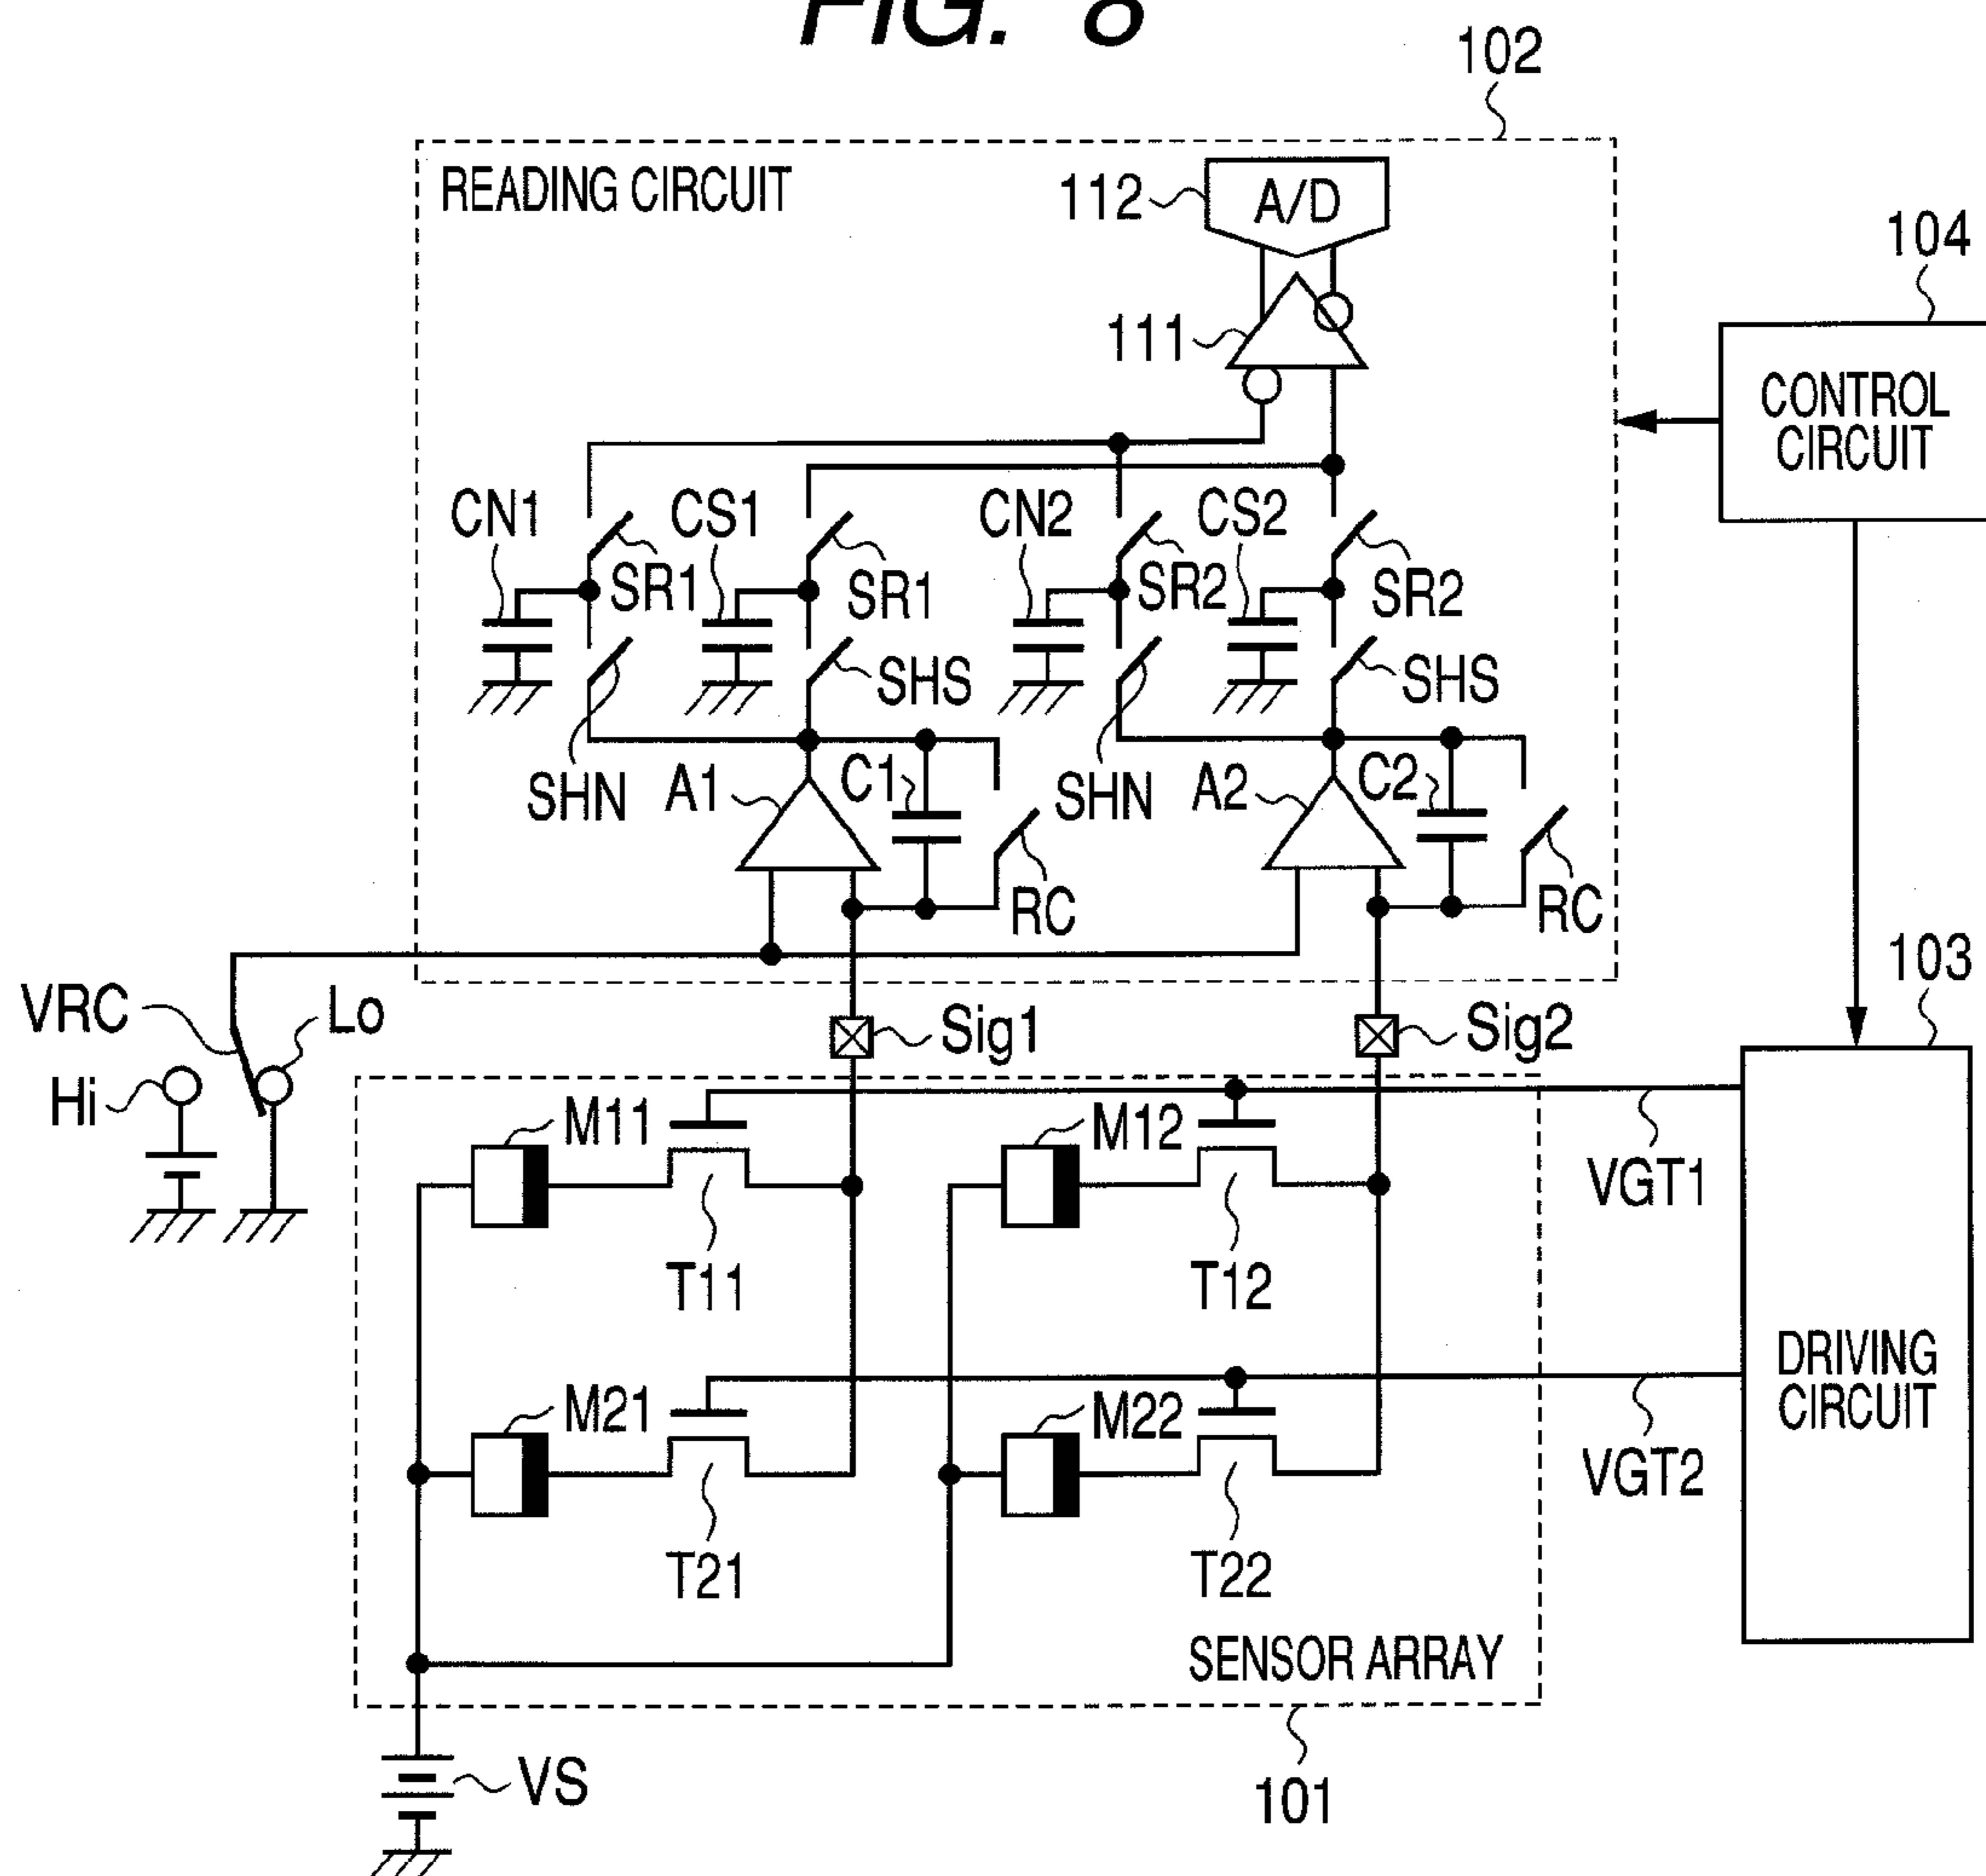 FIG. 8
102
READING CIRCUIT
112
A/D
104
111
CONTROL
CIRCUIT
CN1
CS1
CN2
CS2
SR1
SR1
SR2
SR2
SHS
SHS
SHN
A1
C1
SHN
A2
C2
RC
RC
103
VRC
Lo
Sig1
Sig2
Hi
M11
M12
VGT1
T11
T12
DRIVING
CIRCUIT
M21
M22
VGT2
T21
T22
SENSOR ARRAY
VS
101